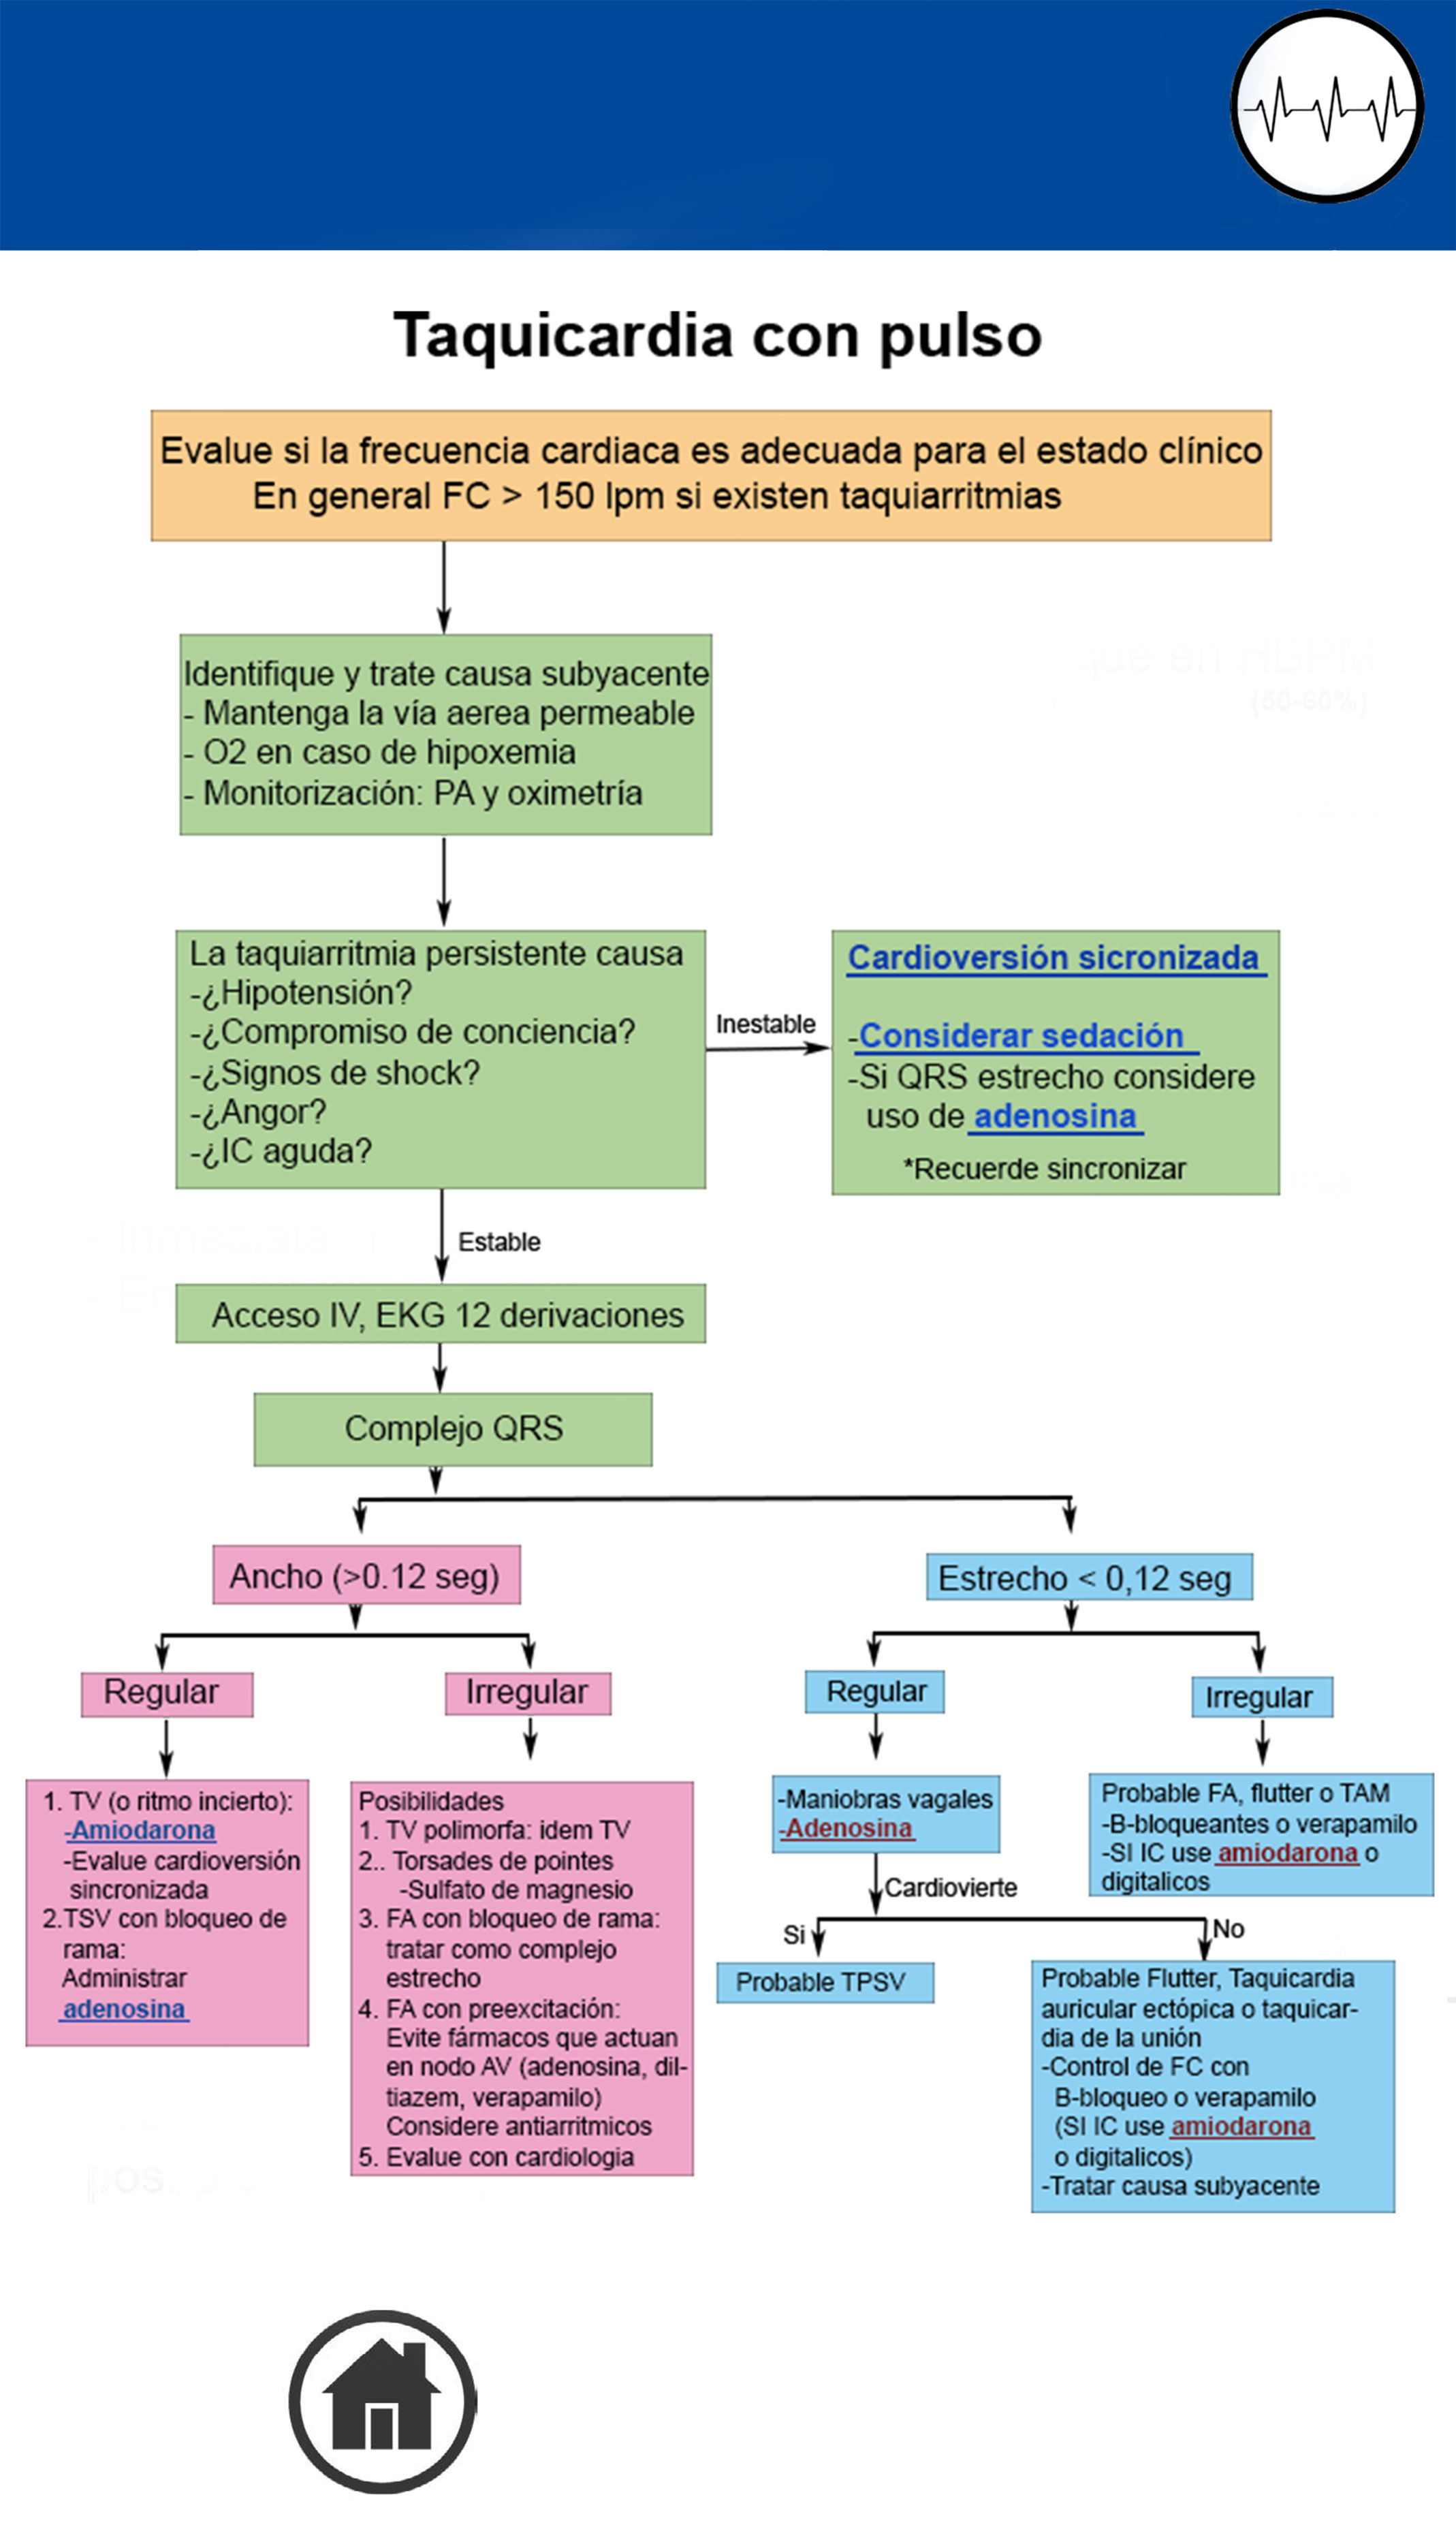 Taquicardia con pulso
Evalue si la frecuencia cardiaca es adecuada para el estado clínico
En general FC > 150 lpm si existen taquiarritmias
Identifique y trate causa subyacente
- Mantenga la vía aerea permeable
- O2 en caso de hipoxemia
- Monitorización: PA y oximetría
que en HBPM
(50-60%)
La taquiarritmia persistente causa
-¿Hipotensión?
-¿Compromiso de conciencia?
-¿Signos de shock?
-¿Angor?
-¿IC aguda?
Inestable
Cardioversión sicronizada
-Considerar sedación
-Si QRS estrecho considere
uso de adenosina
*Recuerde sincronizar
Estable
Acceso IV, EKG 12 derivaciones
Complejo QRS
Ancho (>0.12 seg)
Estrecho < 0,12 seg
Regular
Irregular
Regular
Irregular
1. TV (o ritmo incierto):
-Amiodarona
-Evalue cardioversión
sincronizada
2.TSV con bloqueo de
rama:
Administrar
adenosina
Posibilidades
1. TV polimorfa: idem TV
2.. Torsades de pointes
-Sulfato de magnesio
3. FA con bloqueo de rama:
tratar como complejo
estrecho
4. FA con preexcitación:
Evite fármacos que actuan
en nodo AV (adenosina, dil-
tiazem, verapamilo)
Considere antiarritmicos
5. Evalue con cardiologia
-Maniobras vagales
-Adenosina
Probable FA, flutter o TAM
-B-bloqueantes o verapamilo
-SI IC use amiodarona o
digitalicos
Cardiovierte
Si
No
Probable TPSV
Probable Flutter, Taquicardia
auricular ectópica o taquicar-
dia de la unión
-Control de FC con
B-bloqueo o verapamilo
(SI IC use amiodarona
o digitalicos)
-Tratar causa subyacente